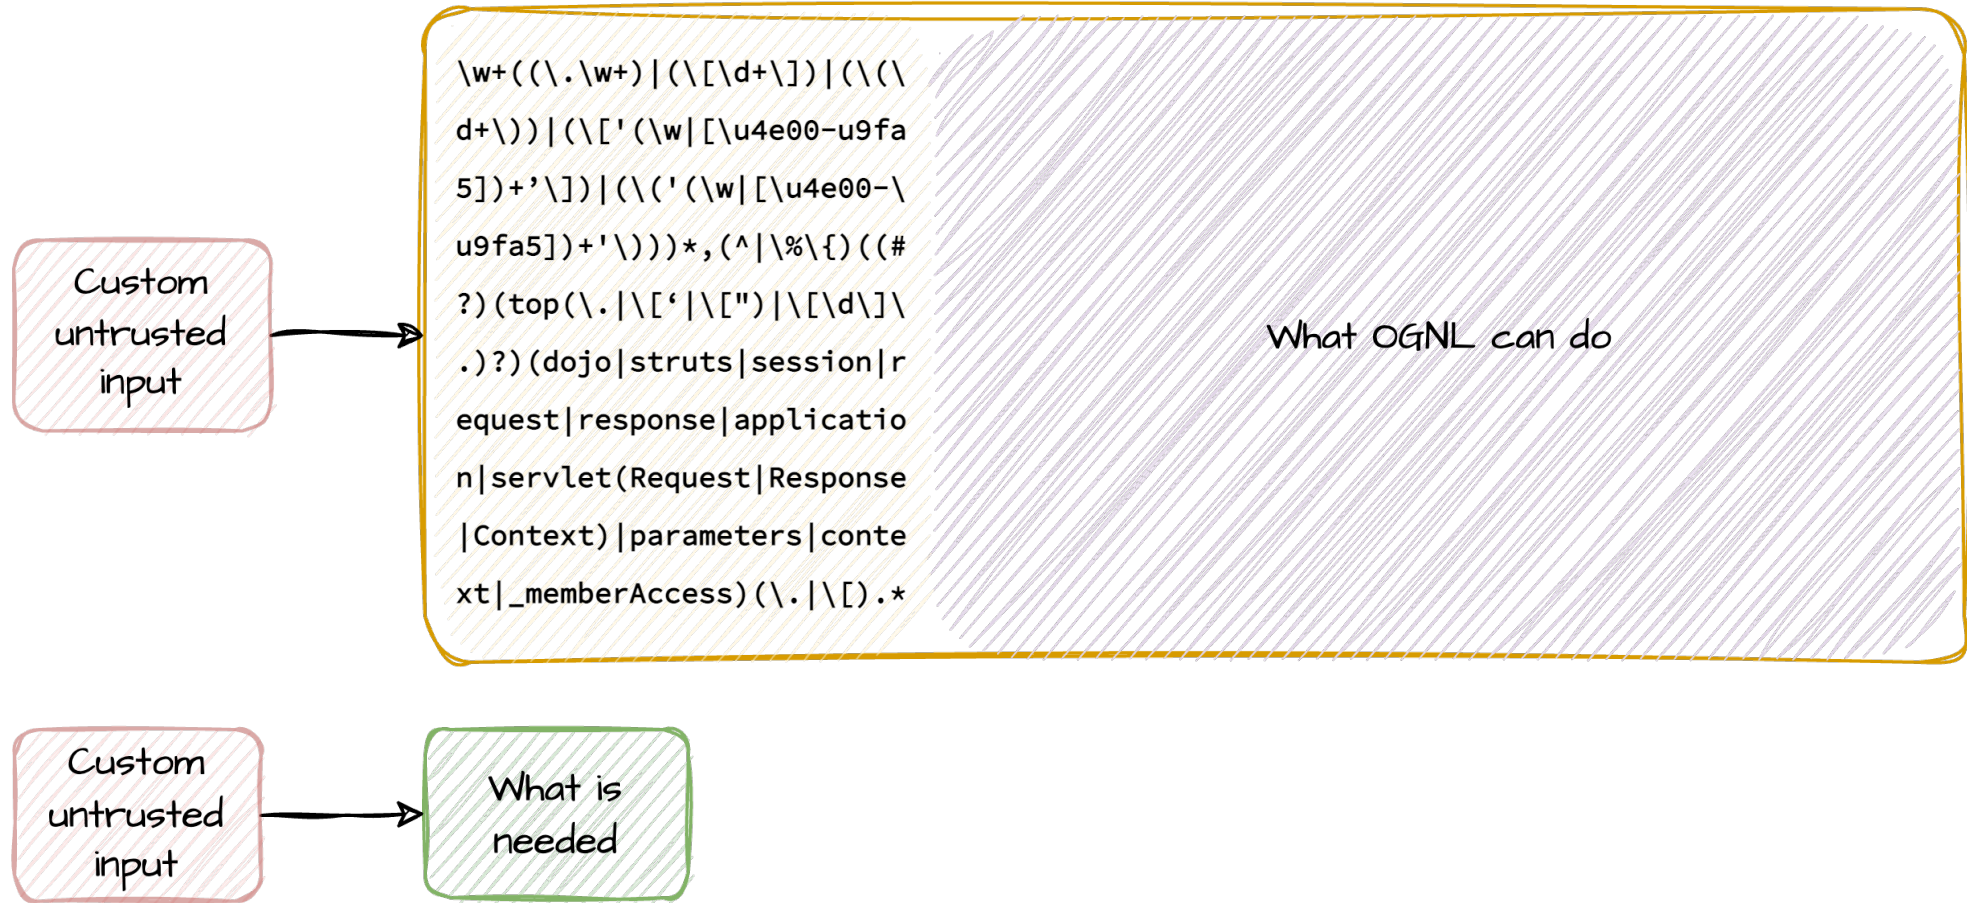 \w+((\.\w+)|(\[\d+\])|(\(\
d+\))|(\['(\w|[\u4e00-u9fa
5])+’\])|(\('(\w|[\u4e00-\
u9fa5])+'\)))*,(^|\%\{)((#
?)(top(\.|\[‘|\[")|\[\d\]\
.)?)(dojo|struts|session|r
equest|response|applicatio
n|servlet(Request|Response
|Context)|parameters|conte
xt|_memberAccess)(\.|\[).*
Custom
untrusted
input
What OGNL can do
Custom
untrusted
input
What is
needed